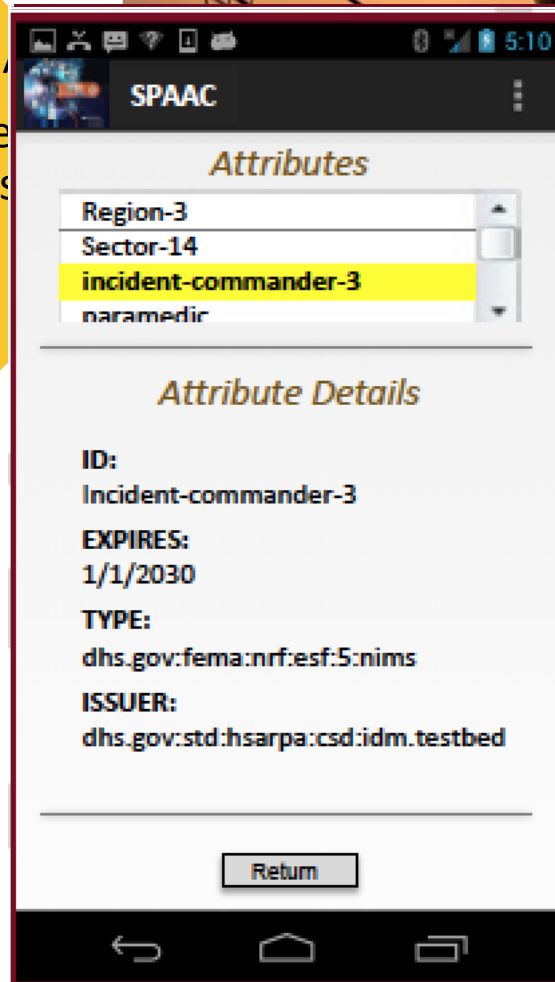 5:10
SPAAC
Attributes
Region-3
Sector-14
incident-commander-3
paramedic
Attribute Details
ID:
Incident-commander-3
EXPIRES:
1/1/2030
TYPE:
dhs.gov:fema:nrf:esf:5:nims
ISSUER:
dhs.gov:std:hsarpa:csd:idm.testbed
Return